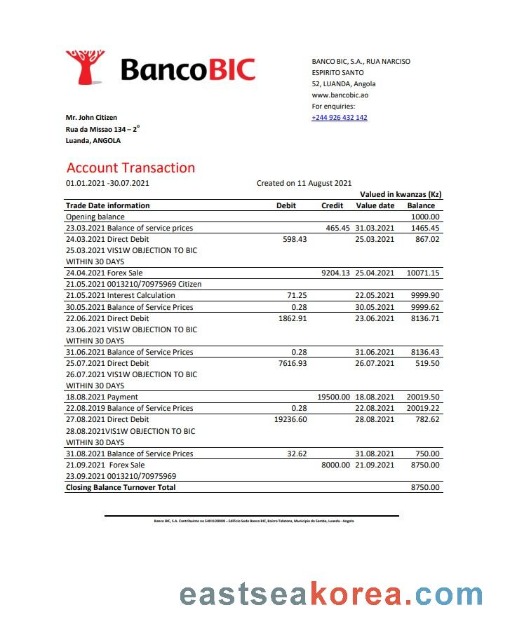 BancoBIC
BANCO BIC, S.A., RUA NARCISO
ESPIRITO SANTO
52, LUANDA, Angola
www.bancobic.ao
For enquiries:
+244 926 432 142
Mr. John Citizen
Rua da Missao 134 – 2°
Luanda, ANGOLA
Account Transaction
01.01.2021 -30.07.2021 Created on 11 August 2021
Valued in kwanzas (Kz)
Trade Date information Debit Credit Value date Balance
Opening balance 1000.00
23.03.2021 Balance of service prices 465.45 31.03.2021 1465.45
24.03.2021 Direct Debit 598.43 25.03.2021 867.02
25.03.2021 VIS1W OBJECTION TO BIC
WITHIN 30 DAYS
24.04.2021 Forex Sale 9204.13 25.04.2021 10071.15
21.05.2021 0013210/70975969 Citizen
21.05.2021 Interest Calculation 71.25 22.05.2021 9999.90
30.05.2021 Balance of Service Prices 0.28 30.05.2021 9999.62
22.06.2021 Direct Debit 1862.91 23.06.2021 8136.71
23.06.2021 VIS1W OBJECTION TO BIC
WITHIN 30 DAYS
31.06.2021 Balance of Service Prices 0.28 31.06.2021 8136.43
25.07.2021 Direct Debit 7616.93 26.07.2021 519.50
26.07.2021 VIS1W OBJECTION TO BIC
WITHIN 30 DAYS
18.08.2021 Payment 19500.00 18.08.2021 20019.50
22.08.2019 Balance of Service Prices 0.28 22.08.2021 20019.22
27.08.2021 Direct Debit 19236.60 28.08.2021 782.62
28.08.2021VIS1W OBJECTION TO BIC
WITHIN 30 DAYS
31.08.2021 Balance of Service Prices 32.62 31.08.2021 750.00
21.09.2021 Forex Sale 8000.00 21.09.2021 8750.00
23.09.2021 0013210/70975969
Closing Balance Turnover Total 8750.00
Banco BIC, S.A. Luanda - Angola
eastseakorea.com